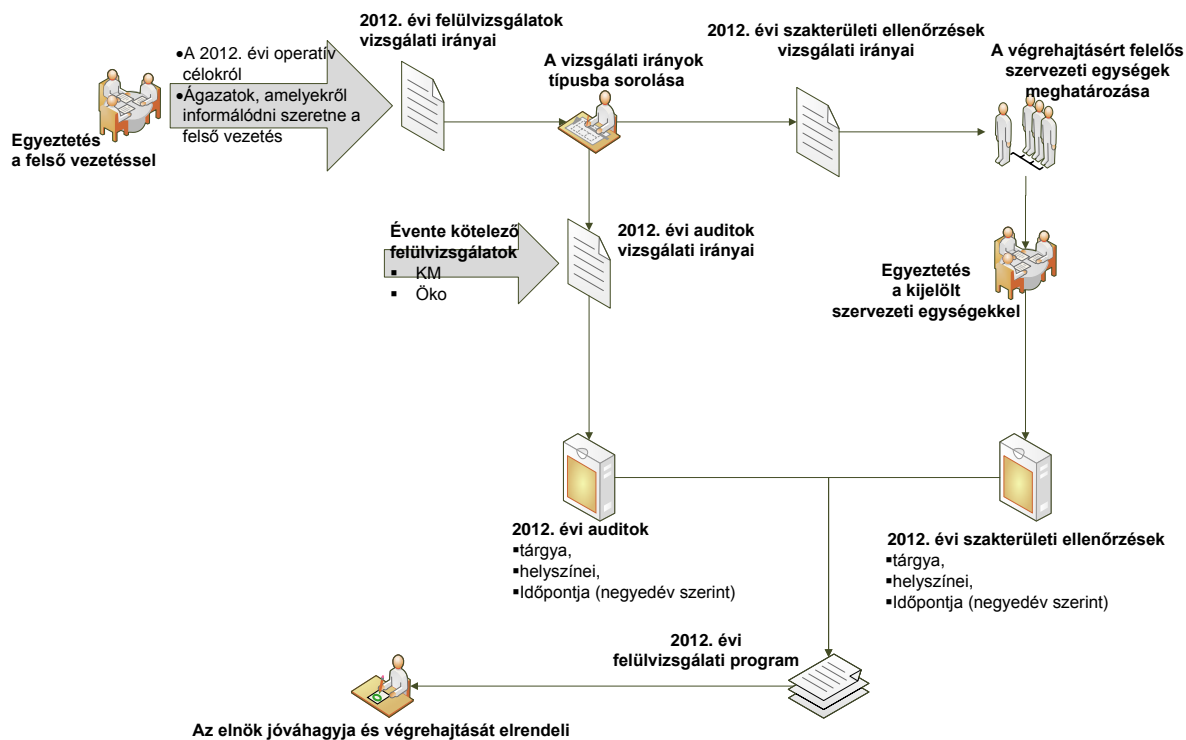 2012. évi felülvizsgálatok
vizsgálati irányai
2012. évi szakterületi ellenőrzések
vizsgálati irányai
A végrehajtásért felelős
szervezeti egységek
meghatározása
A vizsgálati irányok
típusba sorolása
•A 2012. évi operatív
célokról
•Ágazatok, amelyekről
informálódni szeretne a
felső vezetés
Egyeztetés
a felső vezetéssel
Évente kötelező
felülvizsgálatok
▪ KM
▪ Öko
2012. évi auditok
vizsgálati irányai
Egyeztetés
a kijelölt
szervezeti egységekkel
2012. évi auditok
▪tárgya,
▪helyszínei,
▪Időpontja (negyedév szerint)
2012. évi szakterületi ellenőrzések
▪tárgya,
▪helyszínei,
▪Időpontja (negyedév szerint)
2012. évi
felülvizsgálati program
Az elnök jóváhagyja és végrehajtását elrendeli